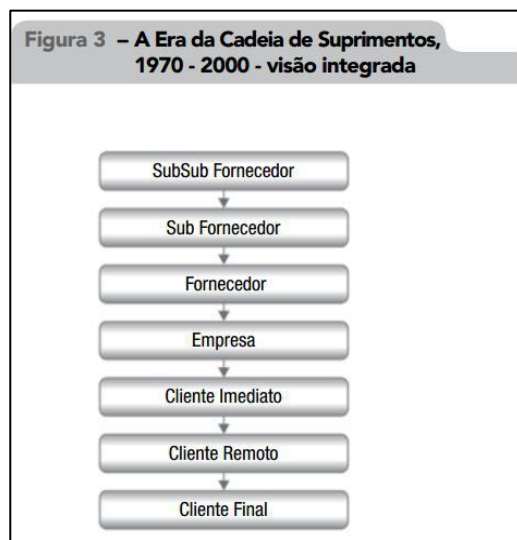 Figura 3 – A Era da Cadeia de Suprimentos,
1970 - 2000 - visão integrada
SubSub Fornecedor
Sub Fornecedor
Fornecedor
Empresa
Cliente Imediato
Cliente Remoto
Cliente Final